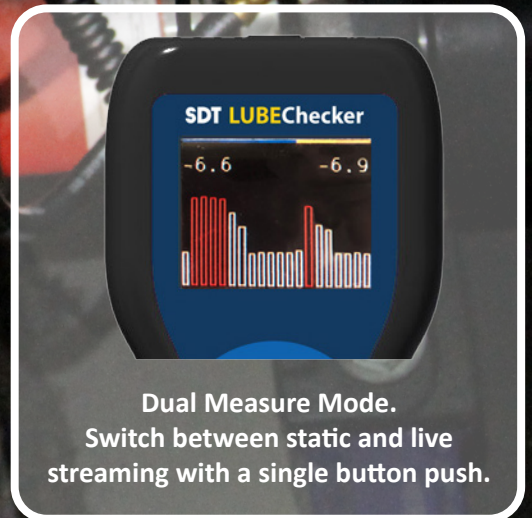 SDT LUBEChecker
-6.6 -6.9
Dual Measure Mode.
Switch between static and live
streaming with a single button push.